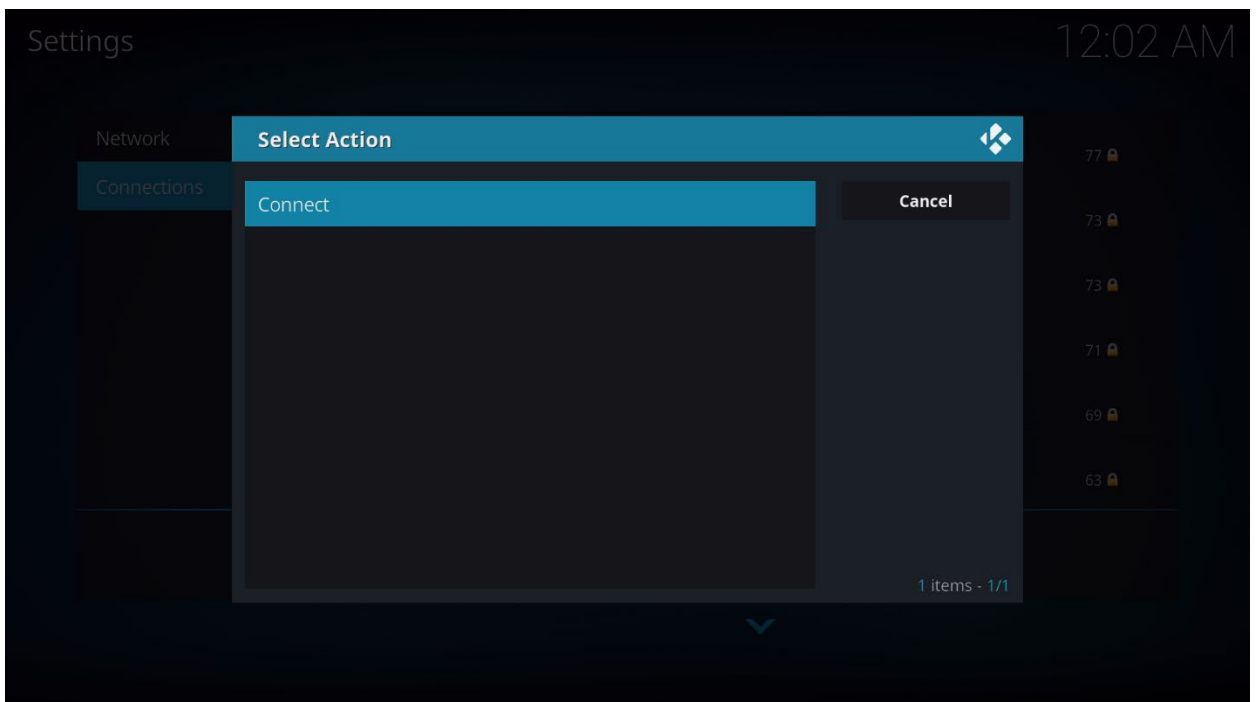 Settings
12:02 AM
Network
Connections
Select Action
Connect
Cancel
77
73
73
71
69
63
1 items - 1/1